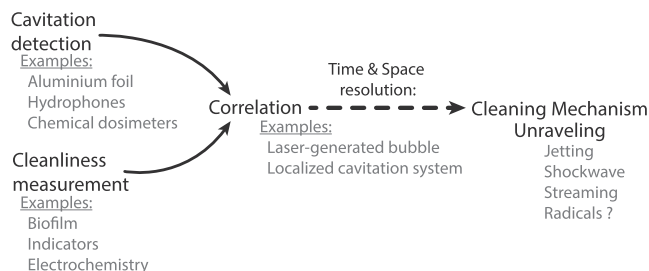 Cavitation
detection
Examples:
Aluminium foil
Hydrophones
Chemical dosimeters
Cleanliness
measurement
Examples:
Biofilm
Indicators
Electrochemistry
Correlation
Examples:
Laser-generated bubble
Localized cavitation system
Time & Space
resolution:
Cleaning Mechanism
Unraveling
Jetting
Shockwave
Streaming
Radicals ?